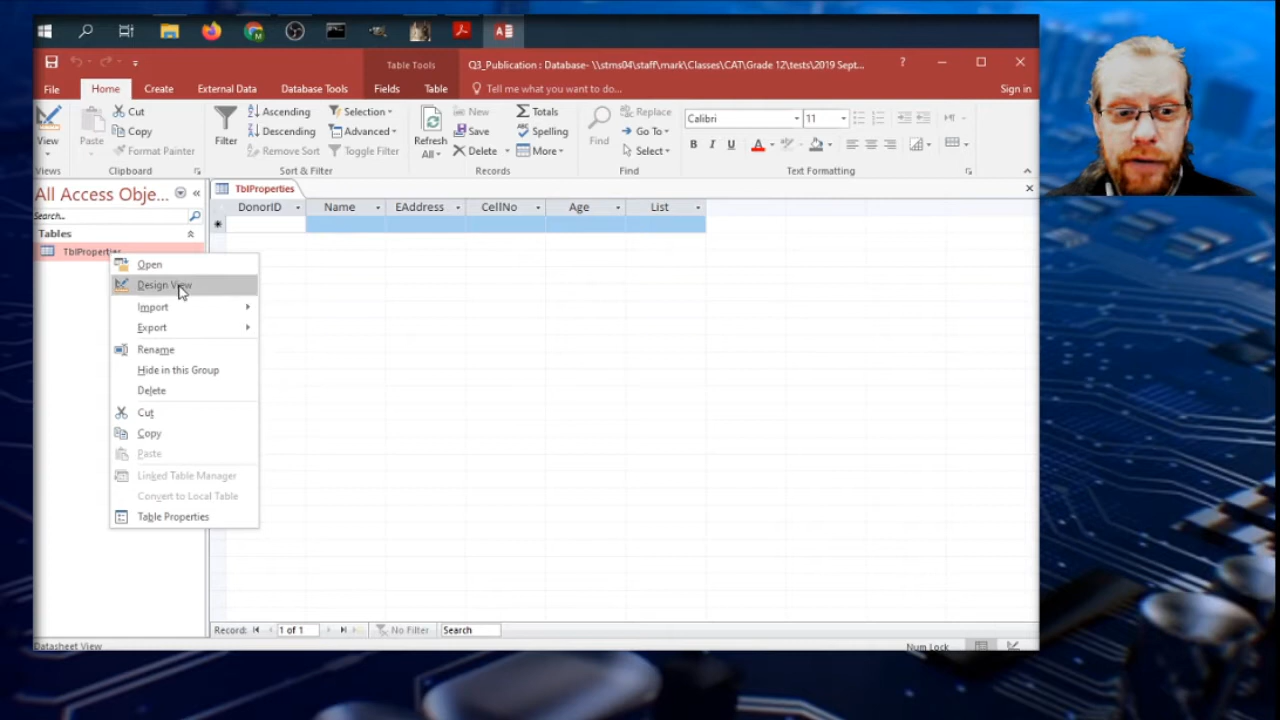 Table Tools
Q3_Publication : Database- \\stms04\staff\mark\Classes\CAT\Grade 12\tests\2019 Sept...
?
File
Home
Create
External Data
Database Tools
Fields
Table
Tell me what you want to do...
Sign in
View
Paste
Cut
Copy
Format Painter
Filter
Ascending
Descending
Remove Sort
Selection
Advanced
Toggle Filter
Refresh
All
New
Save
Delete
Totals
Spelling
More
Find
Replace
Go To
Select
Calibri
11
B I U
Views
Clipboard
Sort & Filter
Records
Find
Text Formatting
All Access Obje...
Search...
Tables
TblProperties
TblProperties
DonorID
Name
EAddress
CellNo
Age
List
Open
Design View
Import
Export
Rename
Hide in this Group
Delete
Cut
Copy
Paste
Linked Table Manager
Convert to Local Table
Table Properties
Record:
1 of 1
No Filter
Search
Datasheet View
Num Lock